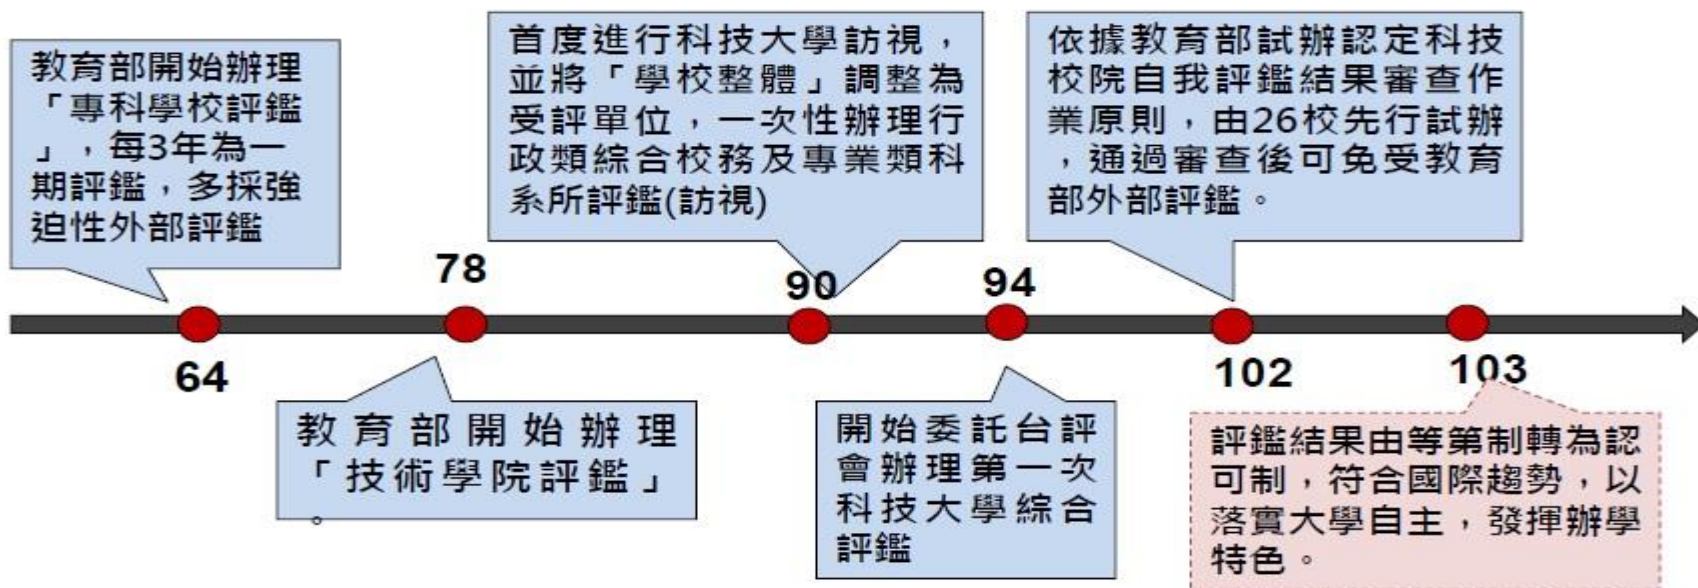 教育部開始辦理
「專科學校評鑑
」，每3年為一
期評鑑，多採強
迫性外部評鑑
首度進行科技大學訪視，
並將「學校整體」調整為
受評單位，一次性辦理行
政類綜合校務及專業類科
系所評鑑(訪視)
依據教育部試辦認定科技
校院自我評鑑結果審查作
業原則，由26校先行試辦
，通過審查後可免受教育
部外部評鑑。
78
90
94
64
102
103
教育部開始辦理
「技術學院評鑑」
。
開始委託台評
會辦理第一次
科技大學綜合
評鑑
評鑑結果由等第制轉為認
可制，符合國際趨勢，以
落實大學自主，發揮辦學
特色。